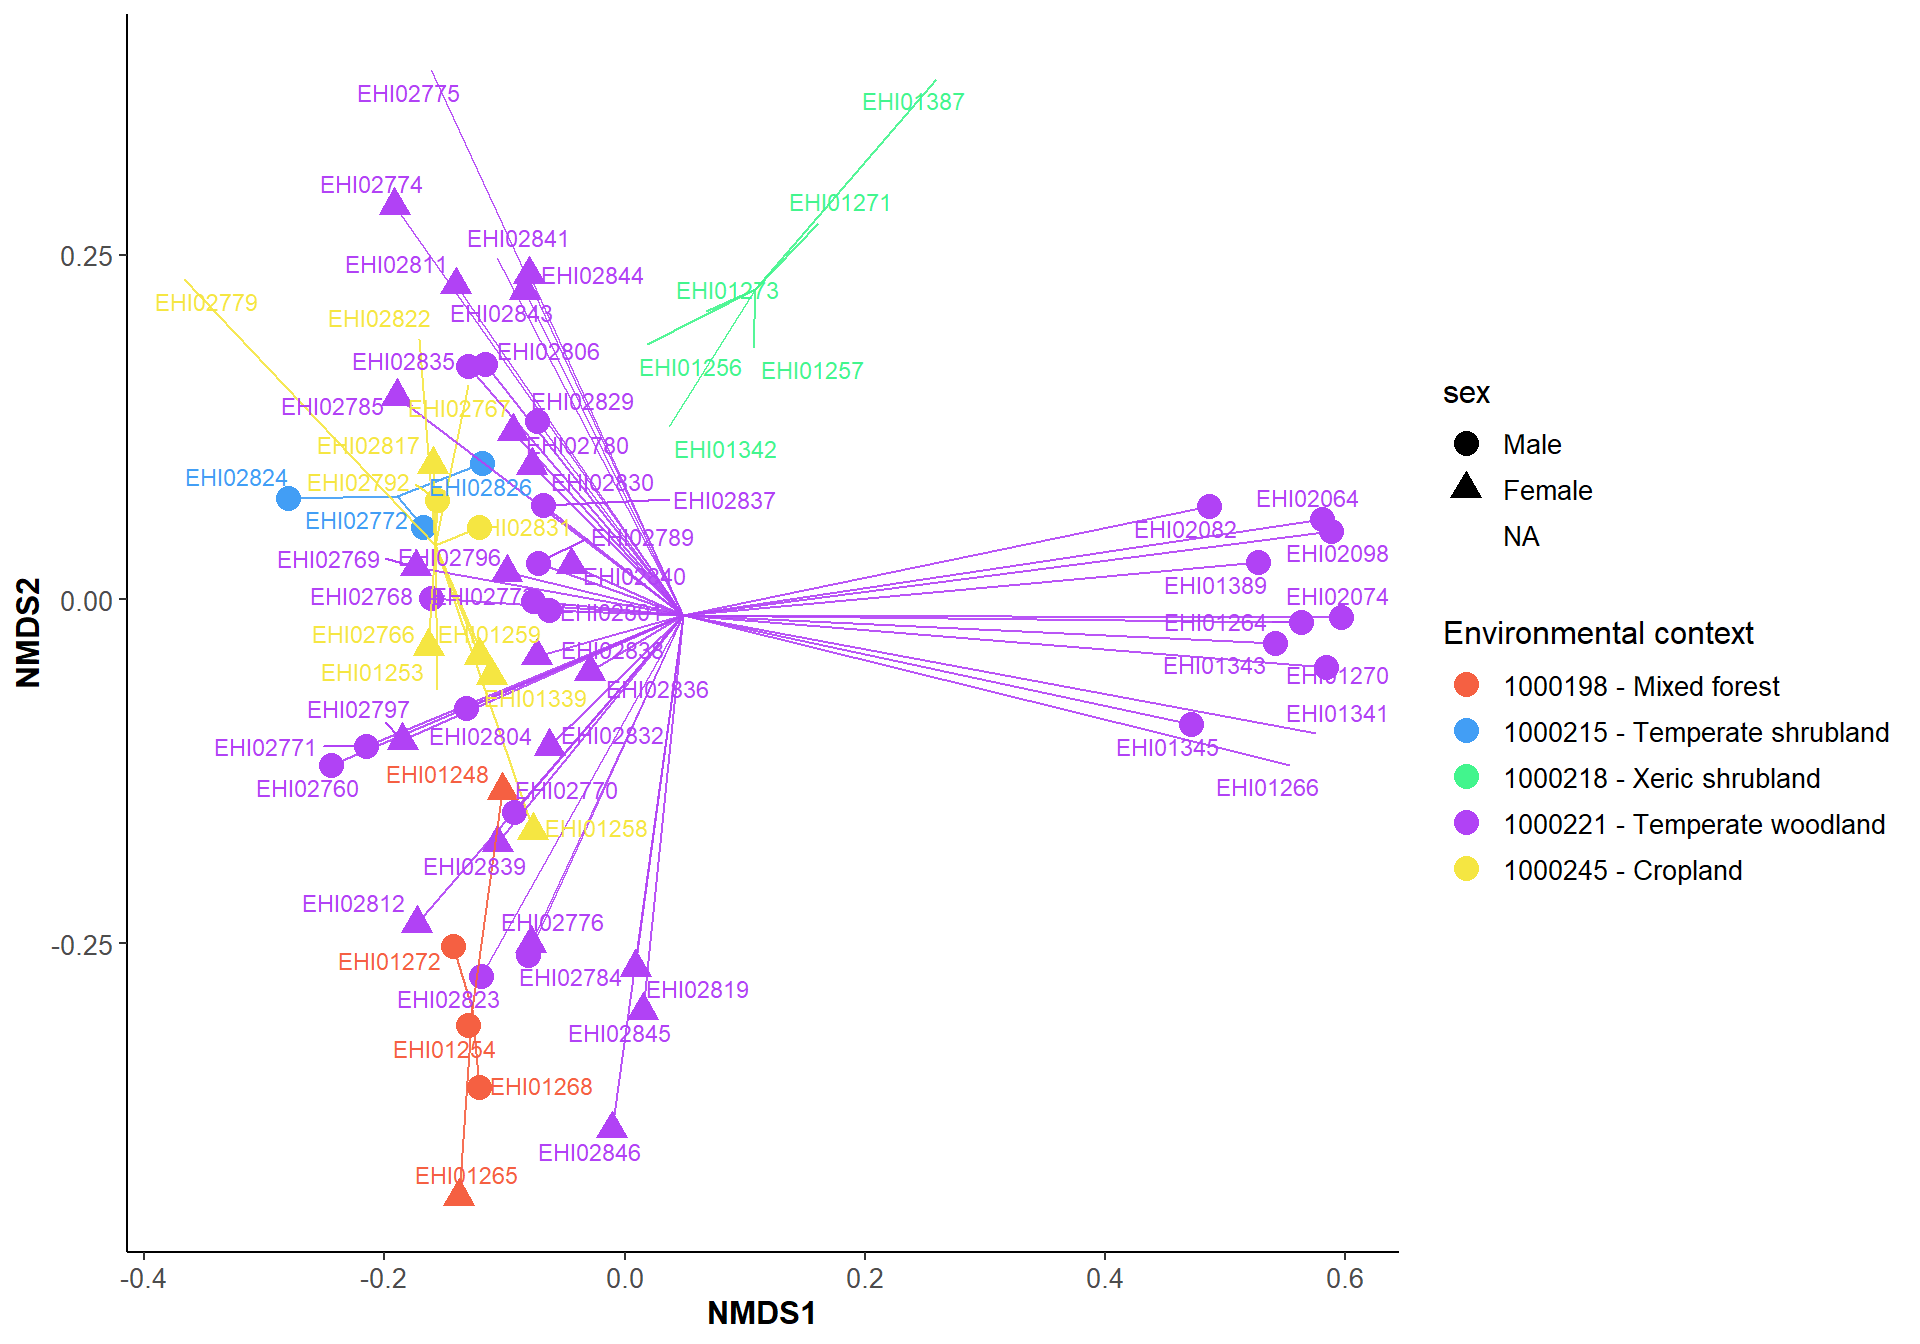 EHI02775
EHI01387
EHI02774
EHI01271
EHI02841
EHI02811
EHI02844
0.25
EHI01273
EHI02779
EHI02843
EHI02822
EHI02835
EHI02806
EHI01256
EHI01257
EHI02785
EHI02767
EHI02829
EHI02817
EHI02780
EHI01342
EHI02824
EHI02792
EHI02826
EHI02830
EHI02837
EHI02064
EHI02772
EHI02831
EHI02789
EHI02082
EHI02098
EHI02769
EHI02796
EHI02840
EHI01389
0.00
EHI02768
EHI02074
EHI02766
EHI01259
EHI01264
EHI02838
EHI01253
EHI02836
EHI01343
EHI01270
EHI01339
EHI02797
EHI01341
EHI02771
EHI02804
EHI02832
EHI01345
EHI02760
EHI01248
EHI02770
EHI01266
EHI01258
EHI02839
EHI02812
EHI02776
-0.25
EHI01272
EHI02784
EHI02819
EHI02823
EHI02845
EHI01254
EHI01268
EHI02846
EHI01265
-0.4
-0.2
0.0
0.2
0.4
0.6
NMDS1
NMDS2
sex
Male
Female
NA
Environmental context
1000198 - Mixed forest
1000215 - Temperate shrubland
1000218 - Xeric shrubland
1000221 - Temperate woodland
1000245 - Cropland